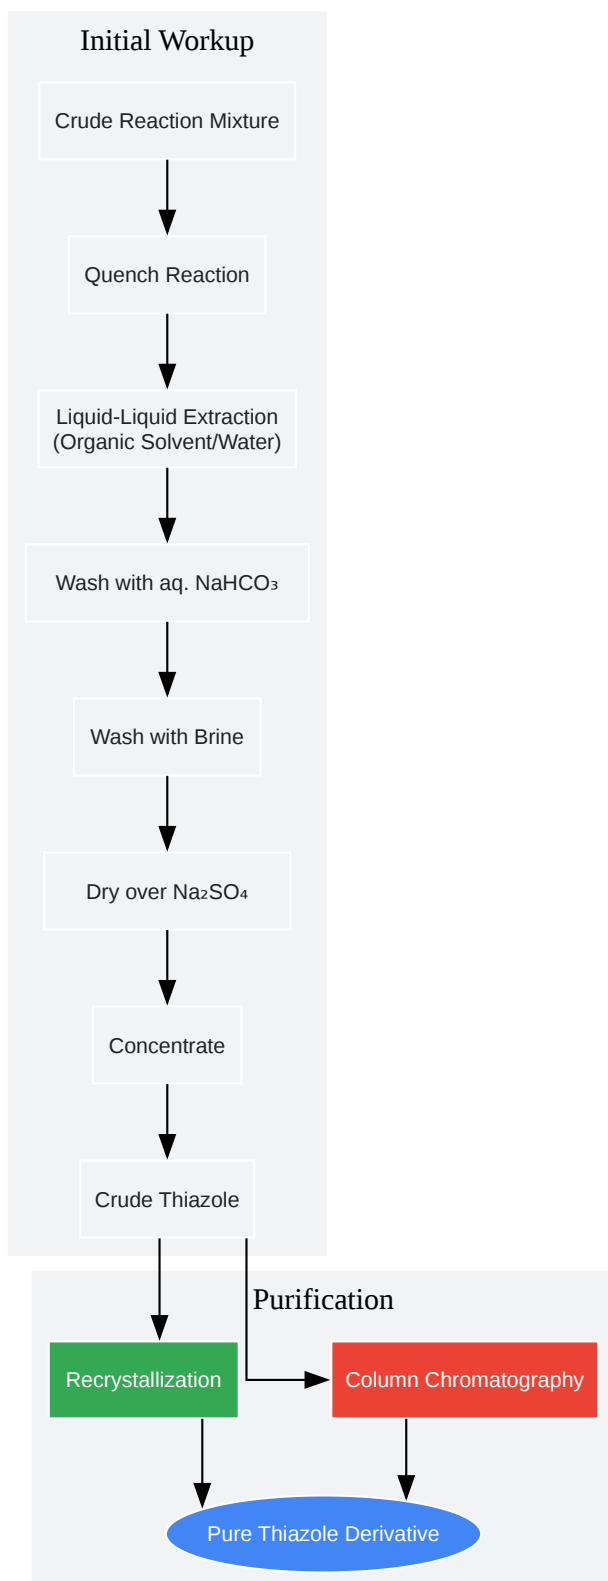 Initial Workup
Crude Reaction Mixture
Quench Reaction
Liquid-Liquid Extraction
(Organic Solvent/Water)
Wash with aq. NaHCO₃
Wash with Brine
Dry over Na₂SO₄
Concentrate
Crude Thiazole
Purification
Recrystallization
Column Chromatography
Pure Thiazole Derivative